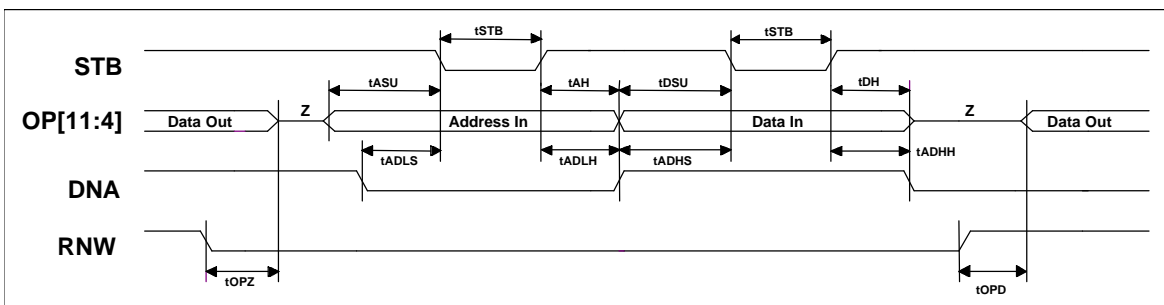 tSTB tSTB
STB
tASU tAH tDSU tDH
OP[11:4] Data Out Z Address In Data In Z Data Out
tADLS tADLH tADHS tADHH
DNA
RNW
tOPZ tOPD